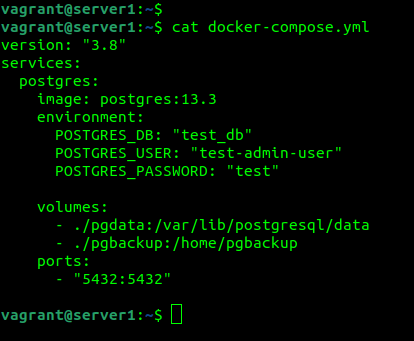 vagrant@server1:~$
vagrant@server1:~$ cat docker-compose.yml
version: "3.8"
services:
  postgres:
    image: postgres:13.3
    environment:
      POSTGRES_DB: "test_db"
      POSTGRES_USER: "test-admin-user"
      POSTGRES_PASSWORD: "test"

    volumes:
      - ./pgdata:/var/lib/postgresql/data
      - ./pgbackup:/home/pgbackup
    ports:
      - "5432:5432"

vagrant@server1:~$